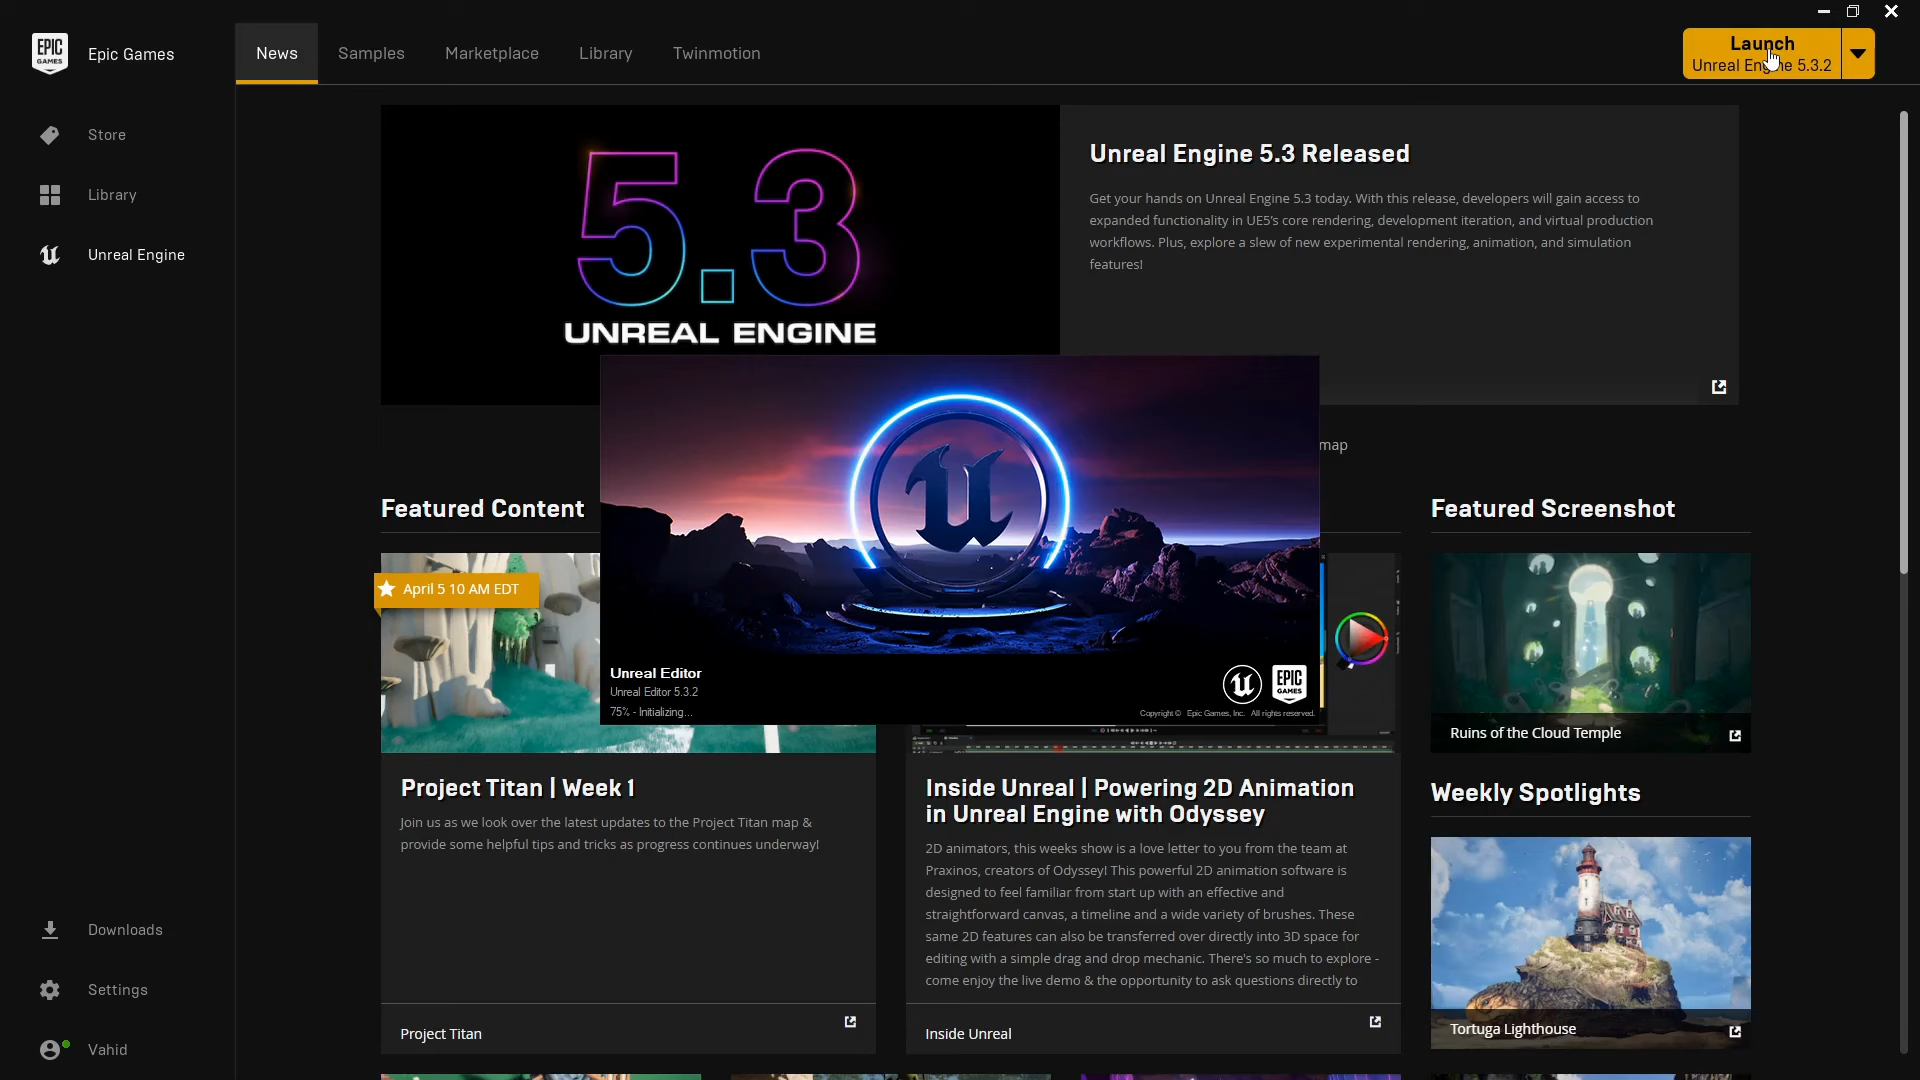 EPIC
GAMES
Epic Games
News
Samples
Marketplace
Library
Twinmotion
Launch
Unreal Engine 5.3.2
Store
Library
Unreal Engine
5.3
UNREAL ENGINE
Unreal Engine 5.3 Released
Get your hands on Unreal Engine 5.3 today. With this release, developers will gain access to
expanded functionality in UE5's core rendering, development iteration, and virtual production
workflows. Plus, explore a slew of new experimental rendering, animation, and simulation
features!
map
Featured Content
April 5 10 AM EDT
Unreal Editor
Unreal Editor 5.3.2
75% - Initializing...
EPIC
GAMES
Copyright © Epic Games, Inc. All rights reserved.
Project Titan | Week 1
Join us as we look over the latest updates to the Project Titan map &
provide some helpful tips and tricks as progress continues underway!
Project Titan
Inside Unreal | Powering 2D Animation
in Unreal Engine with Odyssey
2D animators, this weeks show is a love letter to you from the team at
Praxinos, creators of Odyssey! This powerful 2D animation software is
designed to feel familiar from start up with an effective and
straightforward canvas, a timeline and a wide variety of brushes. These
same 2D features can also be transferred over directly into 3D space for
editing with a simple drag and drop mechanic. There's so much to explore -
come enjoy the live demo & the opportunity to ask questions directly to
Inside Unreal
Featured Screenshot
Ruins of the Cloud Temple
Weekly Spotlights
Tortuga Lighthouse
Downloads
Settings
Vahid